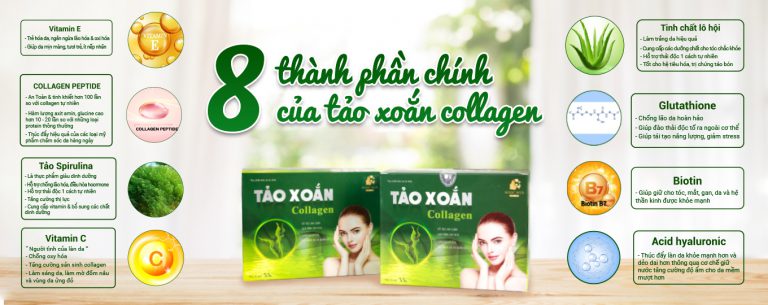 Vitamin E
- Trẻ hóa da, ngăn ngừa lão hóa & oxi hóa
- Giúp da mịn màng, tươi trẻ, ít nếp nhăn
COLLAGEN PEPTIDE
- An Toàn & tinh khiết hơn 100 lần
so với collagen tự nhiên
- Hàm lượng axit amin, glucine cao
hơn 10 - 20 lần so với những loại
protein thông thường
- Thúc đẩy hiệu quả của các loại mỹ
phẩm chăm sóc da hàng ngày
COLLAGEN PEPTIDE
Tảo Spirulina
- Là thực phẩm giàu dinh dưỡng
- Hỗ trợ chống lão hóa, điều hòa hoormone
- Hỗ trợ thải độc 1 cách tự nhiên
- Tăng cường thị lực
- Cung cấp vitamin & bổ sung các chất
dinh dưỡng
Vitamin C
" Người tình của làn da "
- Chống oxy hóa
- Tăng cường sản sinh collagen
- Làm sáng da, làm mờ đốm nâu
và vùng da ứng đỏ
VITAMIN
E
C
8 thành phần chính
của tảo xoắn collagen
TẢO XOẮN
Collagen
TẢO XOẮN
Collagen
Tinh chất lô hội
- Làm trắng da hiệu quả
- Cung cấp các dưỡng chất cho tóc chắc khỏe
- Hỗ trợ thải độc 1 cách tự nhiên
- Tốt cho hệ tiêu hóa, trị chứng táo bón
Glutathione
- Chống lão da hoàn hảo
- Giúp đào thải độc tố ra ngoài cơ thể
- Giúp tái tạo năng lượng, giảm stress
B7
Biotin B7
Biotin
- Giúp giữ cho tóc, mắt, gan, da và hệ
thần kinh được khỏe mạnh
Acid hyaluronic
- Thúc đẩy làn da khỏe mạnh hơn và
dẻo dai hơn thông qua cơ chế giữ
nước tăng cường độ ẩm cho da mềm
mượt hơn